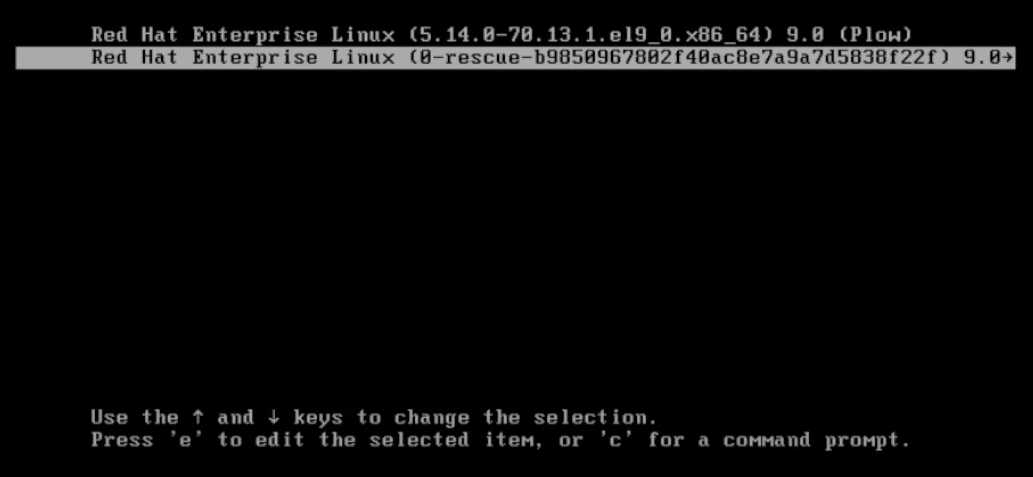 Red Hat Enterprise Linux (5.14.0-70.13.1.el9_0.x86_64) 9.0 (Plow)
Red Hat Enterprise Linux (0-rescue-b9850967802f40ac8e7a9a7d5838f22f) 9.0→
Use the ↑ and ↓ keys to change the selection.
Press 'e' to edit the selected item, or 'c' for a command prompt.